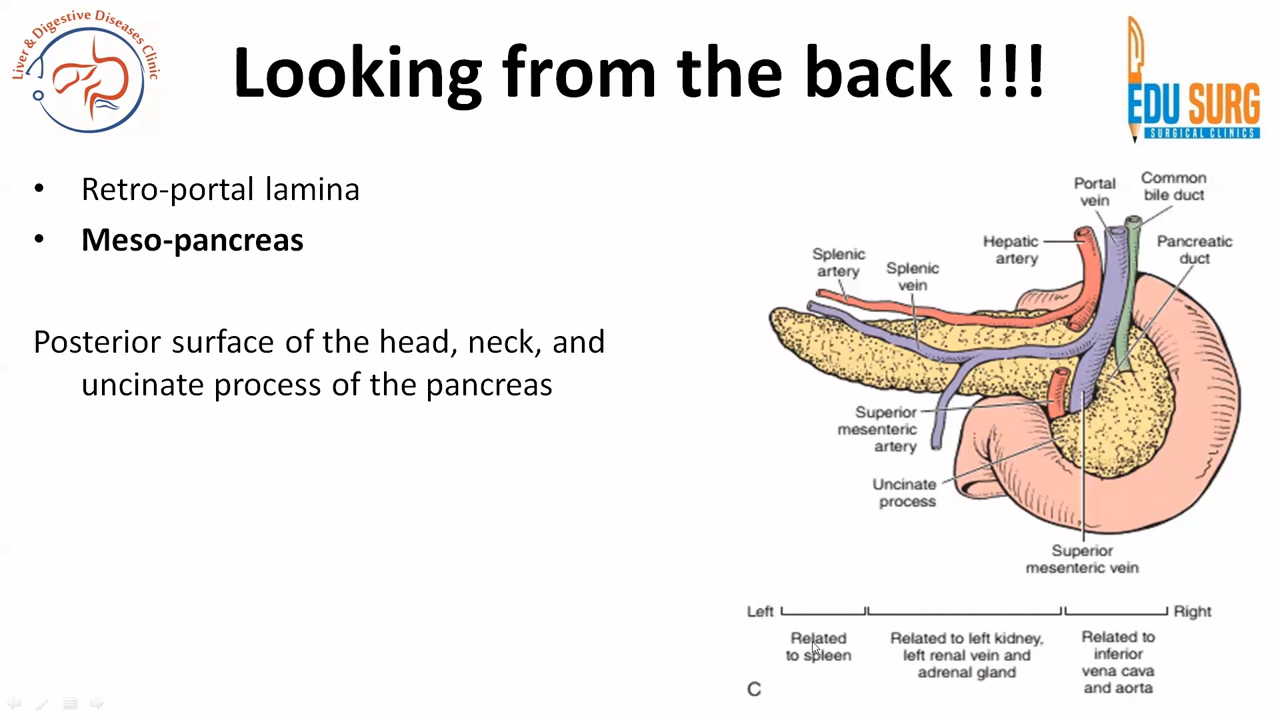 Liver & Digestive Diseases Clinic
Looking from the back !!!
EDU SURG
SURGICAL CLINICS
• Retro-portal lamina
• Meso-pancreas
Posterior surface of the head, neck, and
uncinate process of the pancreas
Portal
vein
Common
bile duct
Hepatic
artery
Pancreatic
duct
Splenic
artery
Splenic
vein
Superior
mesenteric
artery
Uncinate
process
Superior
mesenteric vein
Left
Right
Related
to spleen
Related to left kidney,
left renal vein and
adrenal gland
Related to
inferior
vena cava
and aorta
C